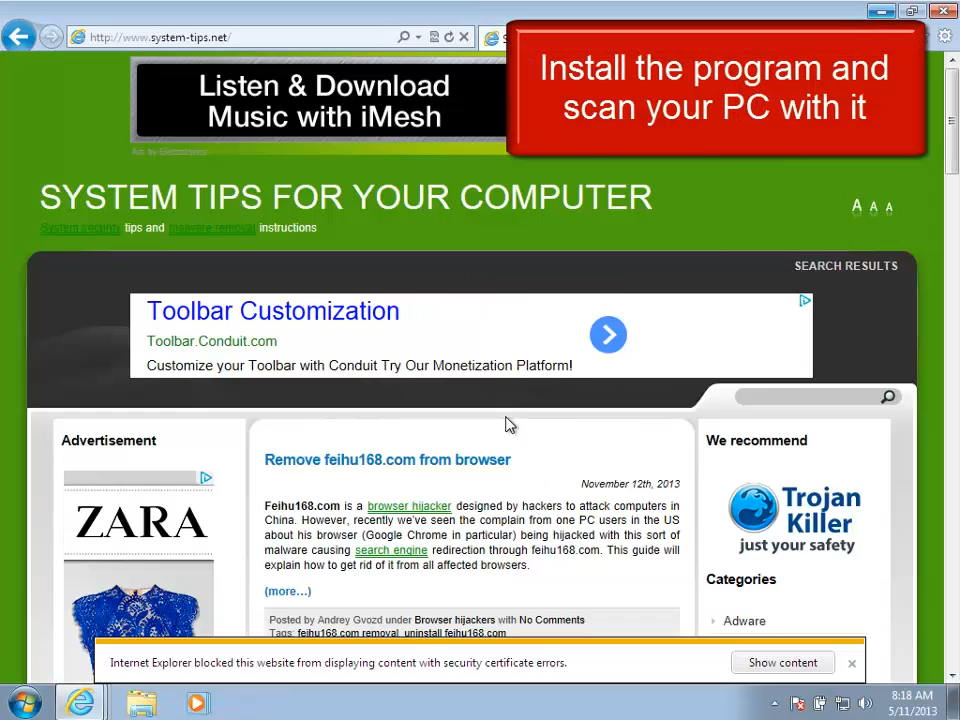 http://www.system-tips.net/
Install the program and
scan your PC with it
Listen & Download
Music with iMesh
SYSTEM TIPS FOR YOUR COMPUTER
A A A
System security tips and malware removal instructions
SEARCH RESULTS
Toolbar Customization
Toolbar.Conduit.com
Customize your Toolbar with Conduit Try Our Monetization Platform!
Advertisement
ZARA
Remove feihu168.com from browser
November 12th, 2013
Feihu168.com is a browser hijacker designed by hackers to attack computers in
China. However, recently we've seen the complain from one PC users in the US
about his browser (Google Chrome in particular) being hijacked with this sort of
malware causing search engine redirection through feihu168.com. This guide will
explain how to get rid of it from all affected browsers.
(more...)
Posted by Andrey Gvozd under Browser hijackers with No Comments
Tags: feihu168.com removal, uninstall feihu168.com
We recommend
Trojan
Killer
just your safety
Categories
Adware
Internet Explorer blocked this website from displaying content with security certificate errors.
Show content
8:18 AM
5/11/2013